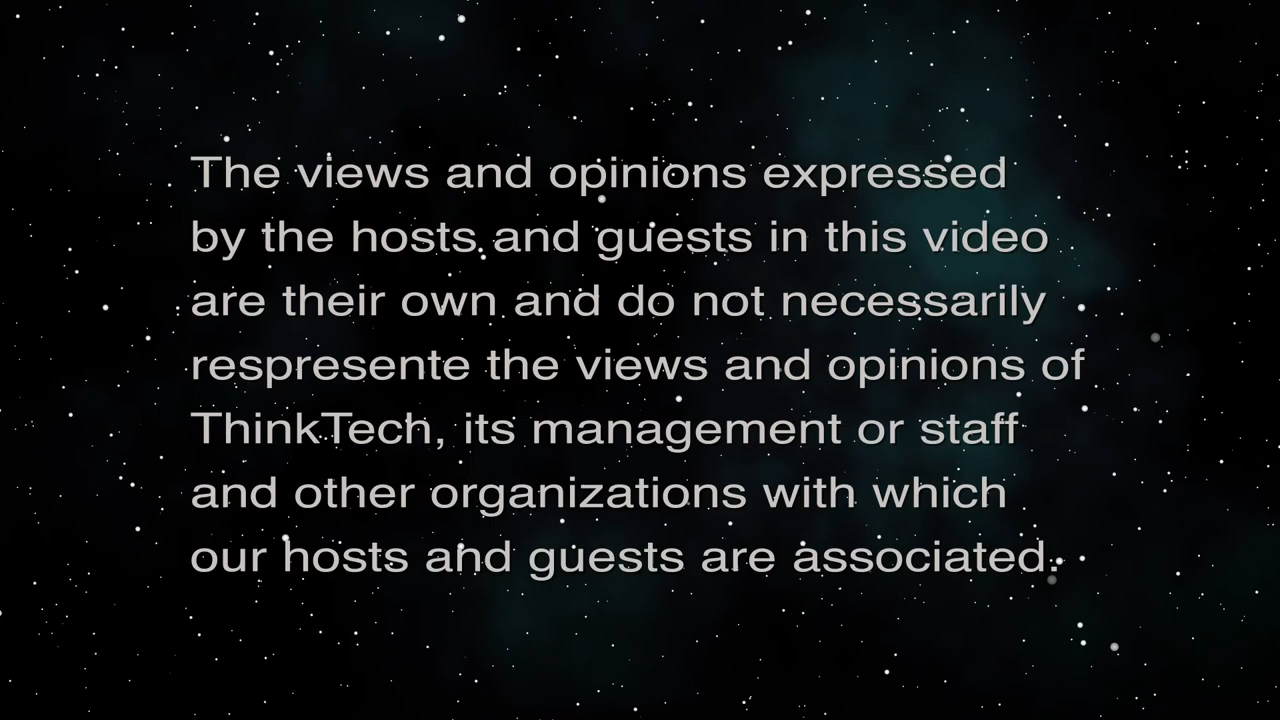 The views and opinions expressed
by the hosts and guests in this video
are their own and do not necessarily
respresente the views and opinions of
ThinkTech, its management or staff
and other organizations with which
our hosts and guests are associated.